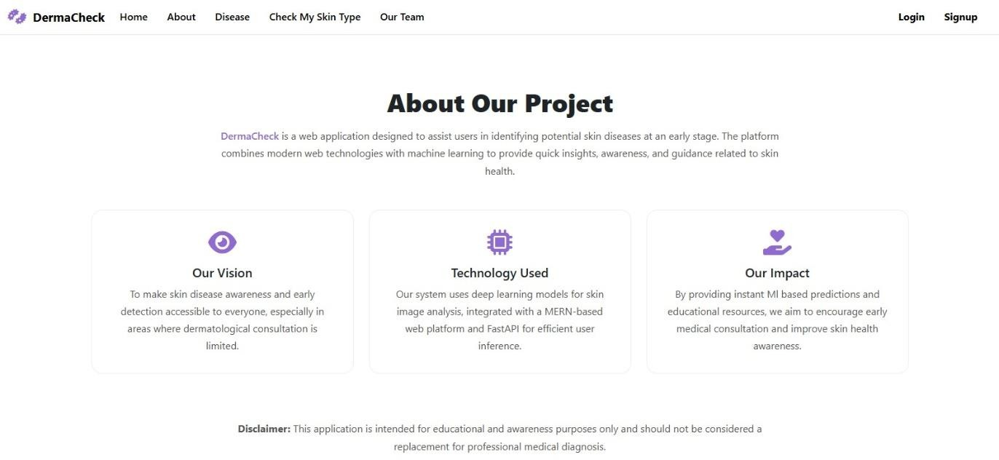 DermaCheck Home About Disease Check My Skin Type Our Team Login Signup
About Our Project
DermaCheck is a web application designed to assist users in identifying potential skin diseases at an early stage. The platform
combines modern web technologies with machine learning to provide quick insights, awareness, and guidance related to skin
health.
Our Vision
To make skin disease awareness and early
detection accessible to everyone, especially in
areas where dermatological consultation is
limited.
Technology Used
Our system uses deep learning models for skin
image analysis, integrated with a MERN-based
web platform and FastAPI for efficient user
inference.
Our Impact
By providing instant Ml based predictions and
educational resources, we aim to encourage early
medical consultation and improve skin health
awareness.
Disclaimer: This application is intended for educational and awareness purposes only and should not be considered a
replacement for professional medical diagnosis.